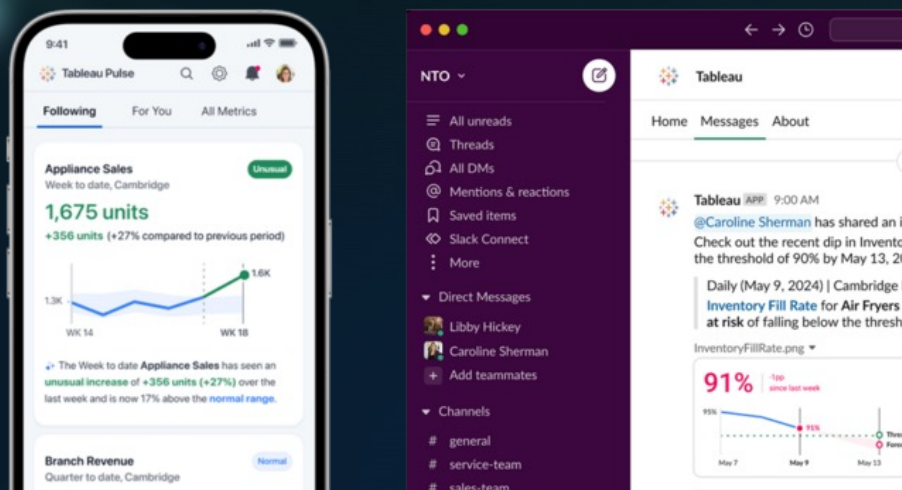 9:41
Tableau Pulse
Following For You All Metrics
Appliance Sales Unusual
Week to date, Cambridge
1,675 units
+356 units (+27% compared to previous period)
1.6K
1.3K
WK 14 WK 18
The Week to date Appliance Sales has seen an
unusual increase of +356 units (+27%) over the
last week and is now 17% above the normal range.
Branch Revenue Normal
Quarter to date, Cambridge
NTO
All unreads
Threads
All DMs
Mentions & reactions
Saved items
Slack Connect
More
Direct Messages
Libby Hickey
Caroline Sherman
Add teammates
Channels
# general
# service-team
# sales-team
Tableau
Home Messages About
Tableau APP 9:00 AM
@Caroline Sherman has shared an i
Check out the recent dip in Invento
the threshold of 90% by May 13, 20
Daily (May 9, 2024) | Cambridge
Inventory Fill Rate for Air Fryers
at risk of falling below the thresh
InventoryFillRate.png
91% -1pp
since last week
95%
91%
Thre
Fore
May 7 May 9 May 13